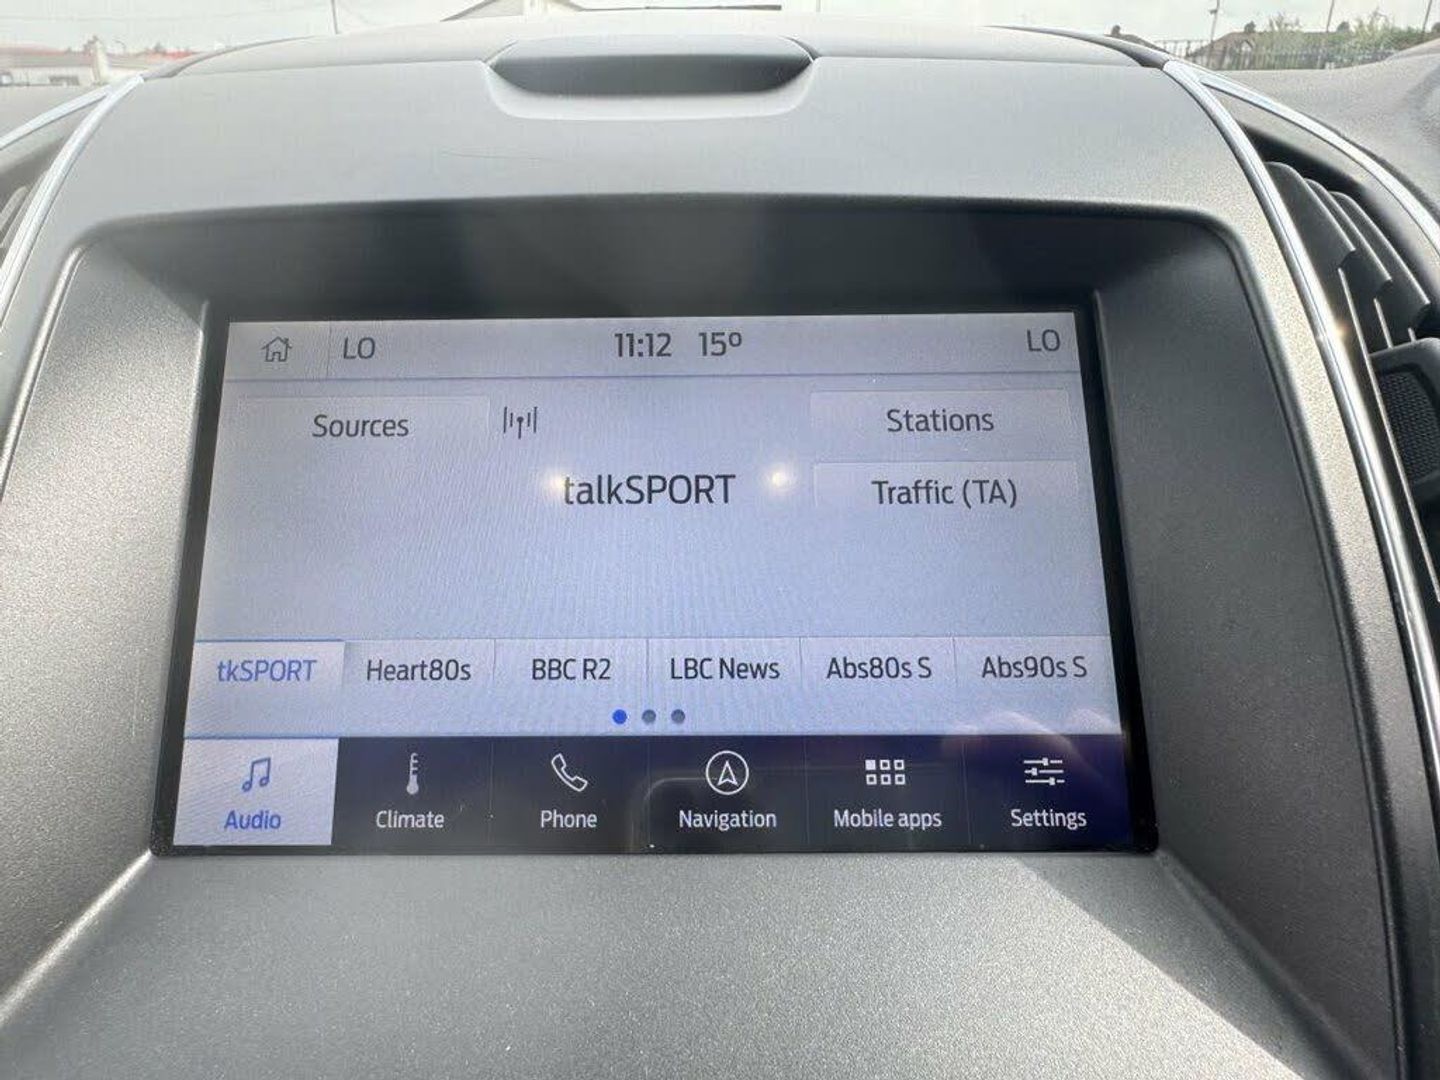 LO 11:12 15º LO
Sources Stations
talkSPORT Traffic (TA)
tkSPORT Heart80s BBC R2 LBC News Abs80s S Abs90s S
Audio Climate Phone Navigation Mobile apps Settings